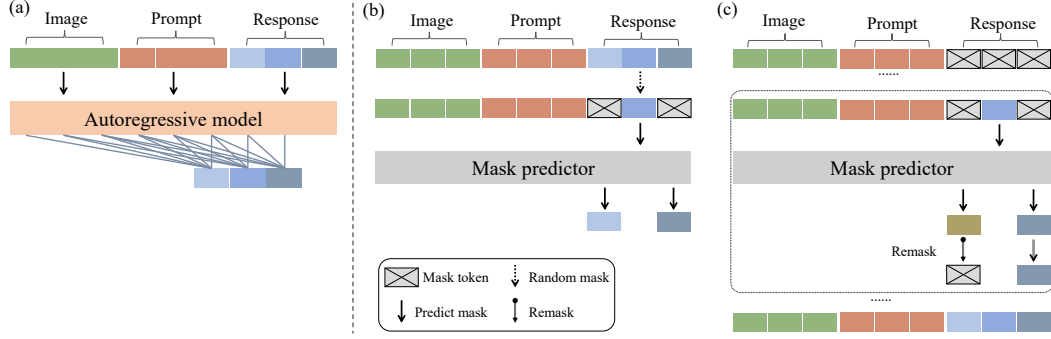 (a)
Image Prompt Response
Autoregressive model
(b)
Image Prompt Response
Mask predictor
Mask token Random mask
Predict mask Remask
(c)
Image Prompt Response
......
Mask predictor
Remask
......